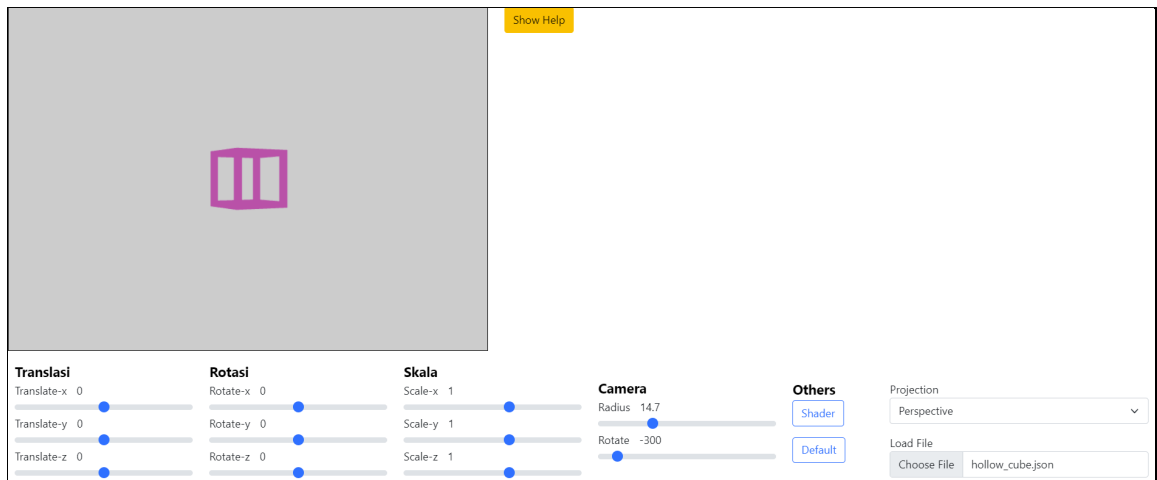 Show Help
Translasi
Translate-x 0
Translate-y 0
Translate-z 0
Rotasi
Rotate-x 0
Rotate-y 0
Rotate-z 0
Skala
Scale-x 1
Scale-y 1
Scale-z 1
Camera
Radius 14.7
Rotate -300
Others
Shader
Default
Projection
Perspective
Load File
Choose File hollow_cube.json